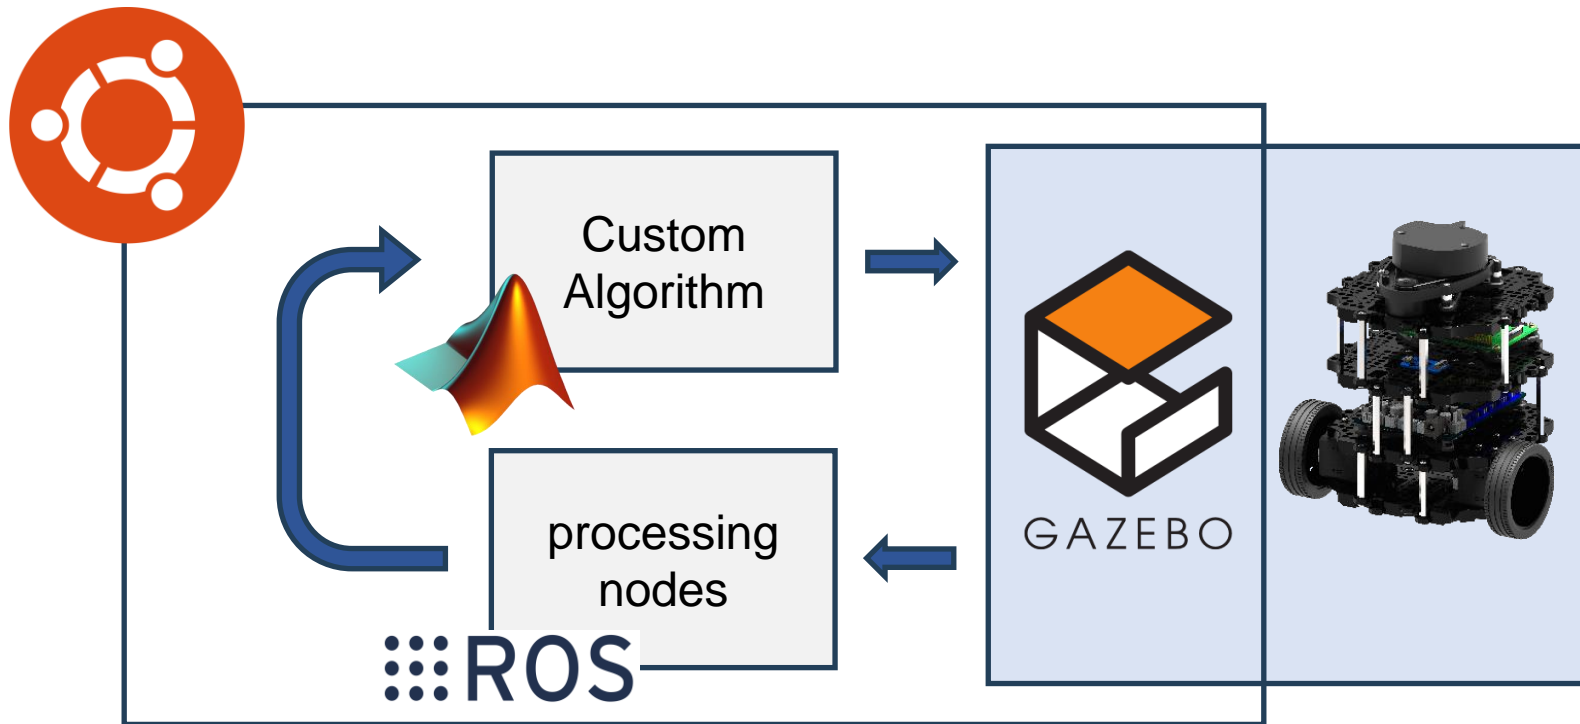 Custom
Algorithm
GAZEBO
processing
nodes
ROS